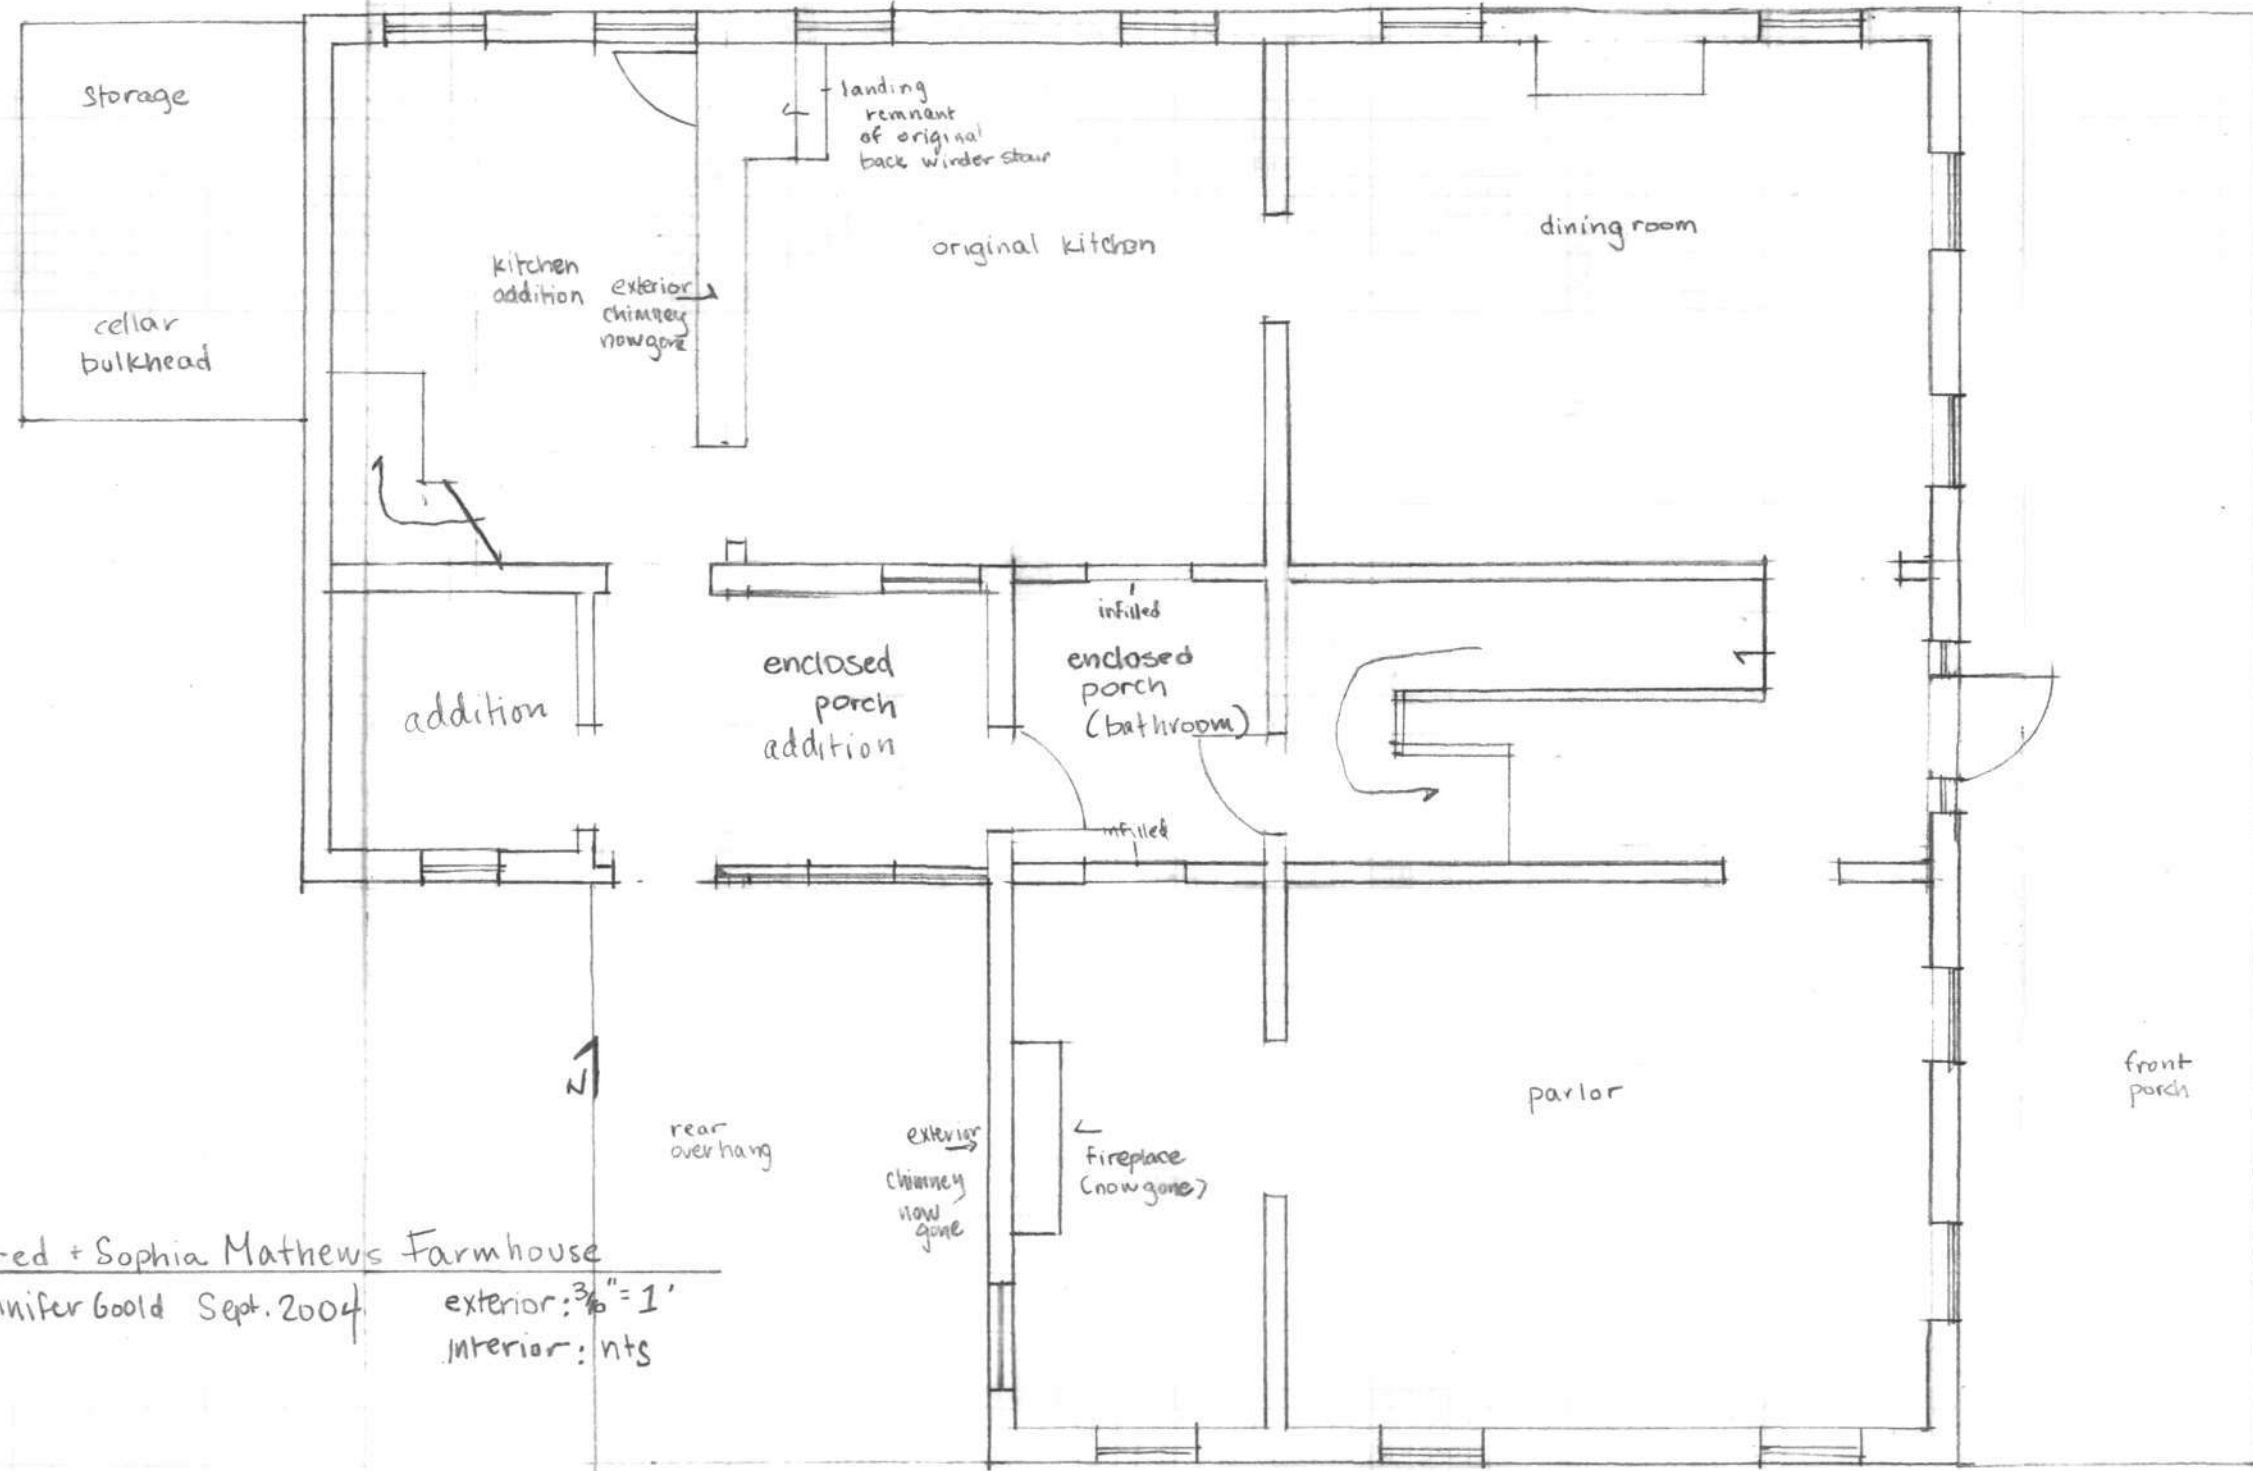 storage
cellar
bulkhead
landing
remnant
of original
back winder stair
kitchen
addition
exterior
chimney
now gone
original kitchen
dining room
infilled
addition
enclosed
porch
addition
enclosed
porch
(bathroom)
infilled
N
rear
overhang
exterior
chimney
now
gone
fireplace
(now gone)
parlor
front
porch
-ed + Sophia Mathews Farmhouse
nnifer Goold Sept. 2004
exterior: 3/16" = 1'
interior: nts